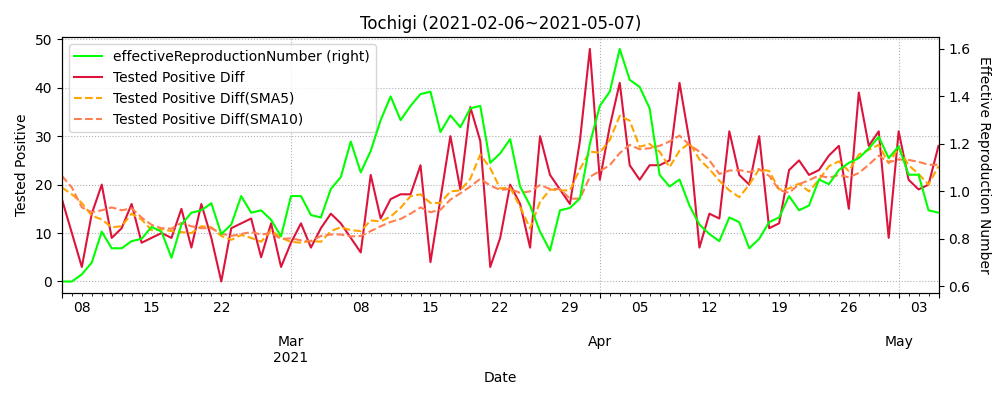 Tochigi (2021-02-06~2021-05-07)
effectiveReproductionNumber (right)
Tested Positive Diff
Tested Positive Diff(SMA5)
Tested Positive Diff(SMA10)
Tested Positive
50
40
30
20
10
0
Effective Reproduction Number
1.6
1.4
1.2
1.0
0.8
0.6
08 15 22 08 15 22 29 05 12 19 26 03
Mar Apr May
2021
Date